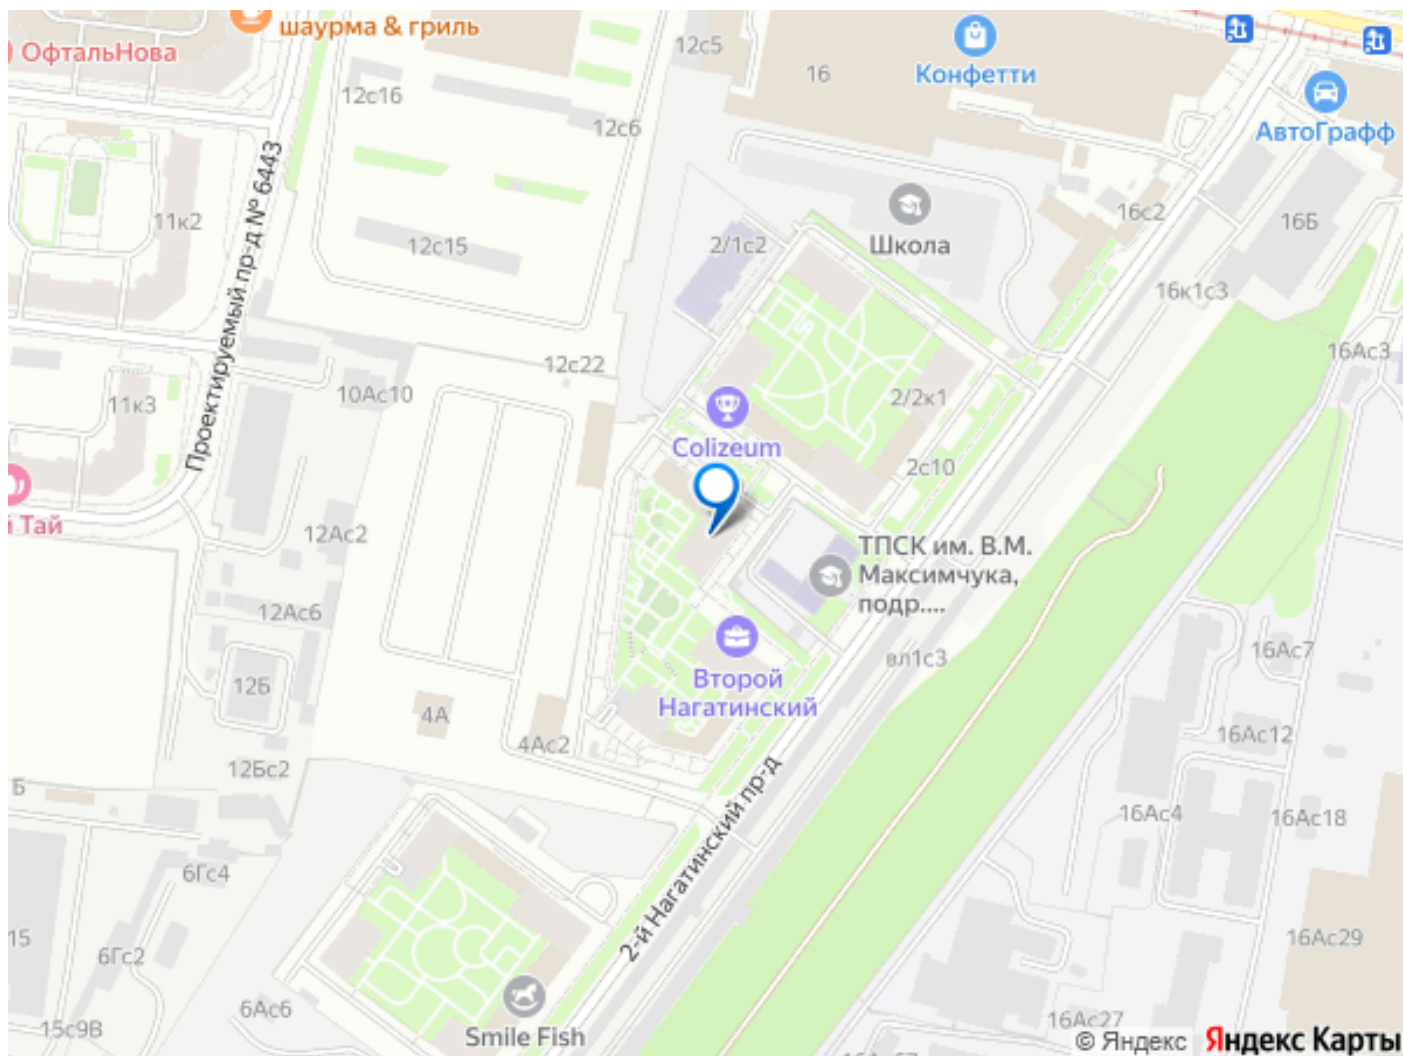 шаурма & гриль
ОфтальНова
12с5
16
Конфетти
АвтоГрафф
12с16
12с6
Проектируемый пр-д № 6443
11к2
12с15
2/1с2
Школа
16с2
16Б
16к1с3
16Ас3
12с22
10Ас10
11к3
2/2к1
Colizeum
2с10
й Тай
12Ас2
ТПСК им. В.М.
Максимчука,
подр....
12Ас6
вл1с3
16Ас7
12Б
Второй
Нагатинский
4А
4Ас2
16Ас12
12Бс2
Б
2-й Нагатинский пр-д
16Ас4
16Ас18
6Гс4
15
6Гс2
16Ас29
6Ас6
15с9В
Smile Fish
16Ас27
© Яндекс Яндекс Карты